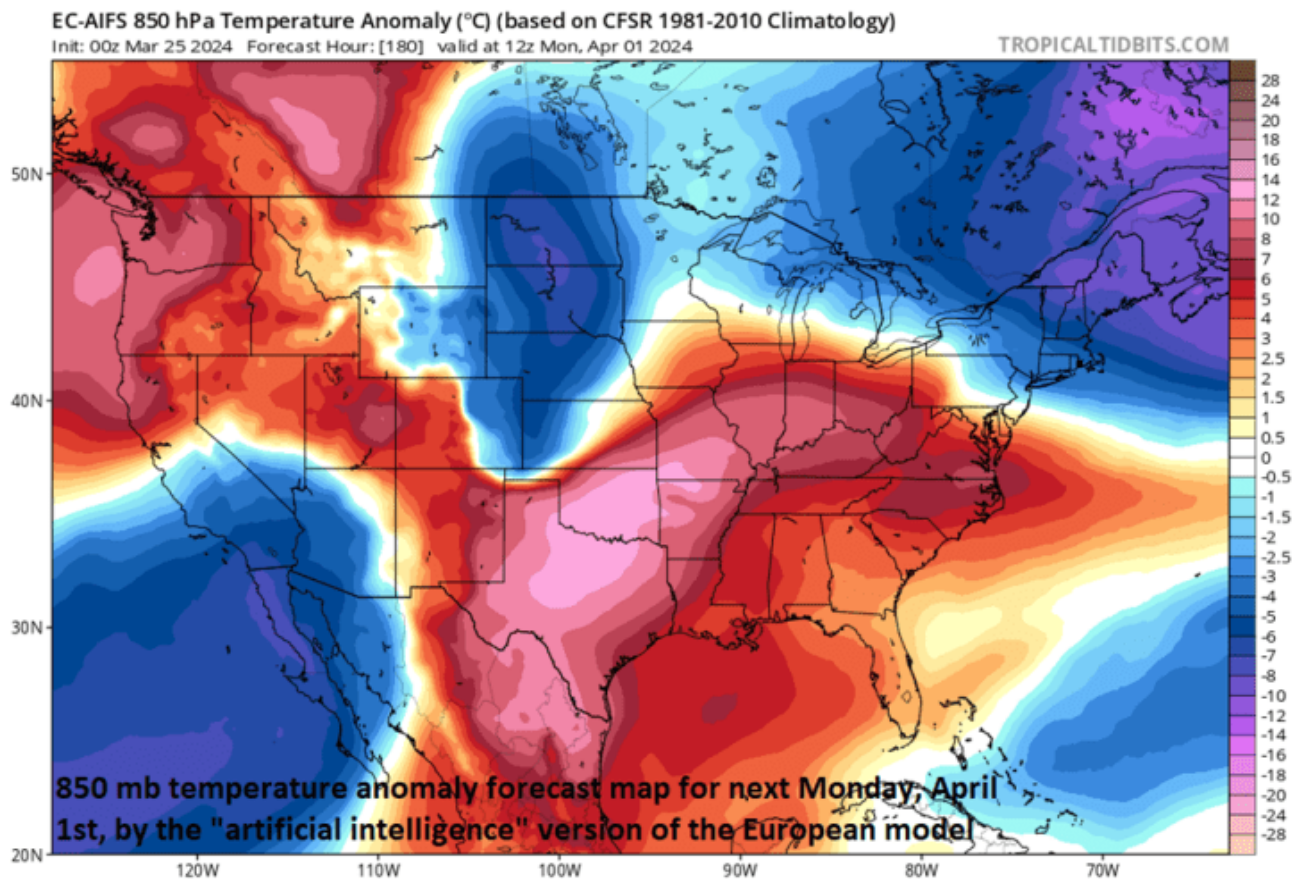 EC-AIFS 850 hPa Temperature Anomaly (°C) (based on CFSR 1981-2010 Climatology)
Init: 00z Mar 25 2024 Forecast Hour: [180] valid at 12z Mon, Apr 01 2024
TROPICALTIDBITS.COM
50N
40N
30N
20N
120W
110W
100W
90W
80W
70W
28
24
20
18
16
14
12
10
8
7
6
5
4
3
2.5
2
1.5
1
0.5
0
-0.5
-1
-1.5
-2
-2.5
-3
-4
-5
-6
-7
-8
-10
-12
-14
-16
-18
-20
-24
-28
850 mb temperature anomaly forecast map for next Monday, April
1st, by the "artificial intelligence" version of the European model